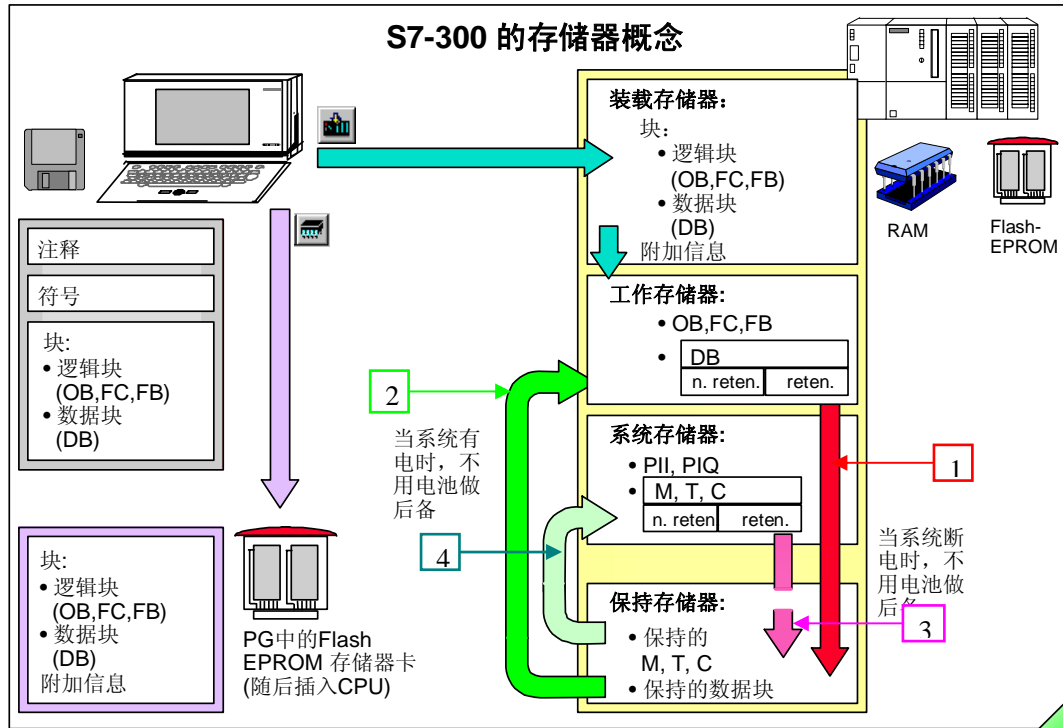 S7-300 的存储器概念
装载存储器：
块：
• 逻辑块
(OB,FC,FB)
• 数据块
(DB)
附加信息
RAM
Flash-
EPROM
注释
符号
块:
• 逻辑块
(OB,FC,FB)
• 数据块
(DB)
工作存储器:
• OB,FC,FB
• DB
n. reten.
reten.
2
当系统有
电时，不
用电池做
后备
系统存储器:
• PII, PIQ
• M, T, C
n. reten
reten.
1
4
当系统断
电时，不
用电池做
后备
3
保持存储器:
• 保持的
M, T, C
• 保持的数据块
块:
• 逻辑块
(OB,FC,FB)
• 数据块
(DB)
附加信息
PG中的Flash
EPROM 存储器卡
(随后插入CPU)